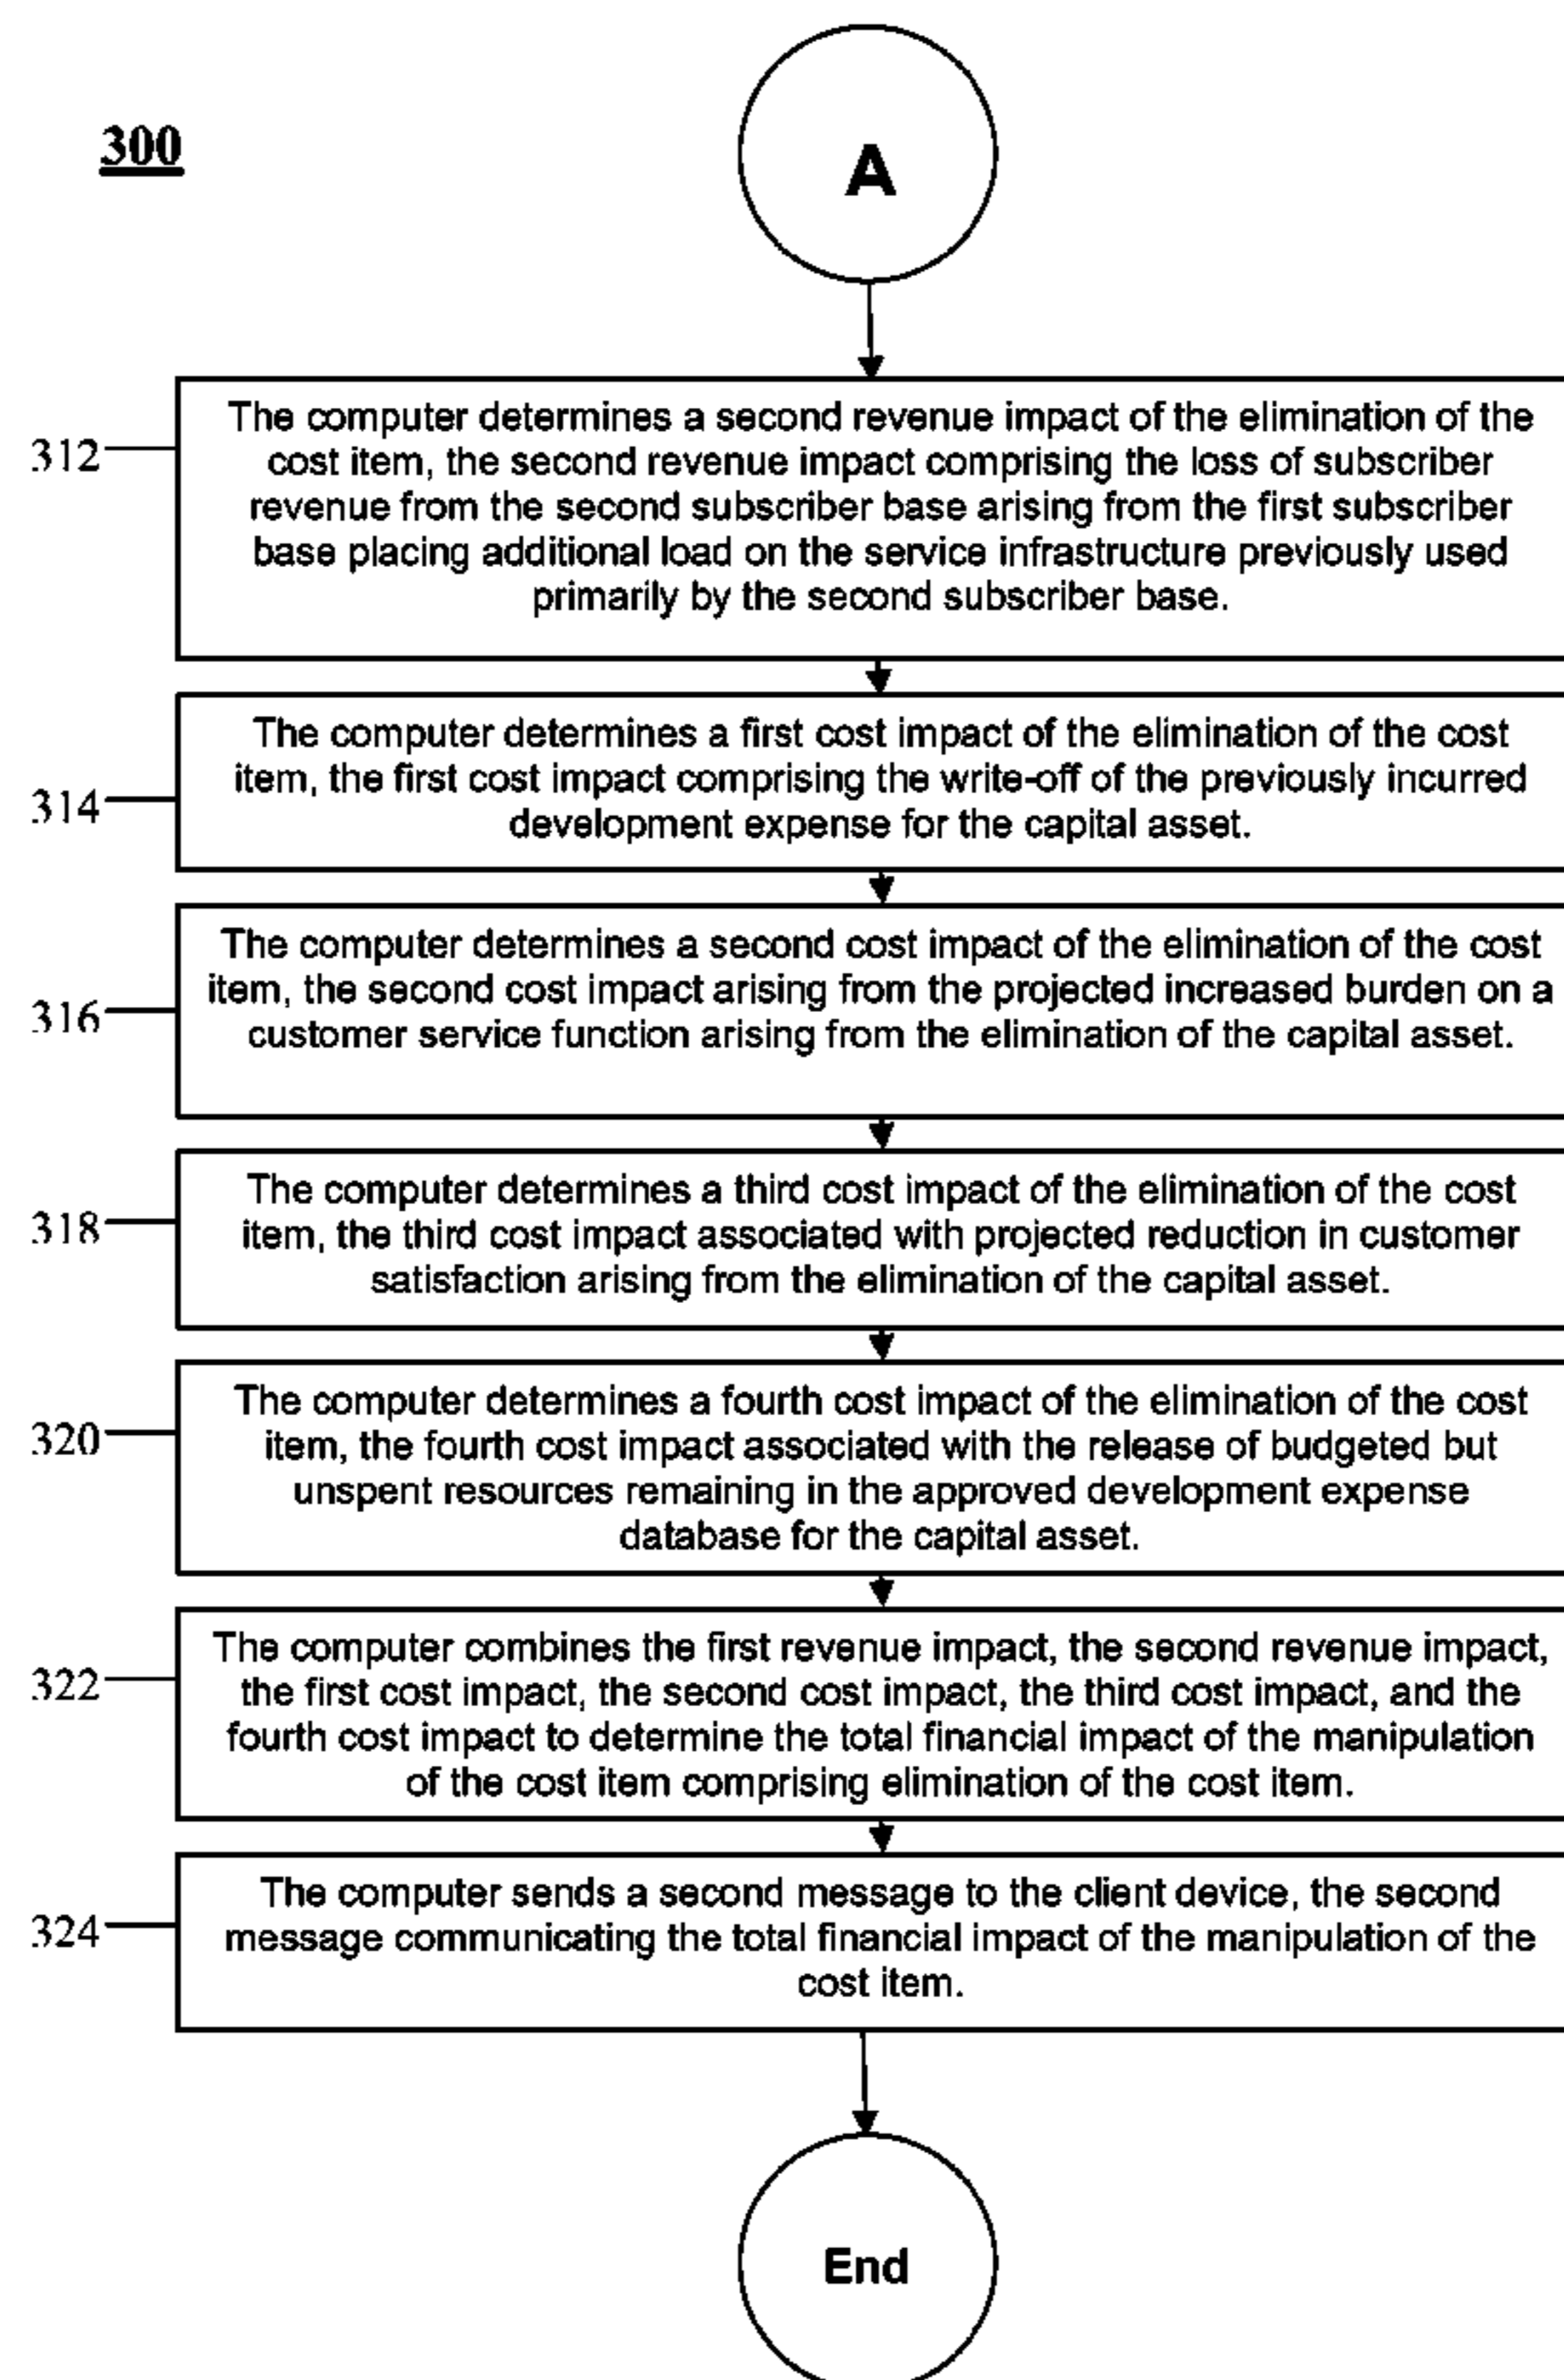 300
A
312
The computer determines a second revenue impact of the elimination of the
cost item, the second revenue impact comprising the loss of subscriber
revenue from the second subscriber base arising from the first subscriber
base placing additional load on the service infrastructure previously used
primarily by the second subscriber base.
314
The computer determines a first cost impact of the elimination of the cost
item, the first cost impact comprising the write-off of the previously incurred
development expense for the capital asset.
316
The computer determines a second cost impact of the elimination of the cost
item, the second cost impact arising from the projected increased burden on a
customer service function arising from the elimination of the capital asset.
318
The computer determines a third cost impact of the elimination of the cost
item, the third cost impact associated with projected reduction in customer
satisfaction arising from the elimination of the capital asset.
320
The computer determines a fourth cost impact of the elimination of the cost
item, the fourth cost impact associated with the release of budgeted but
unspent resources remaining in the approved development expense
database for the capital asset.
322
The computer combines the first revenue impact, the second revenue impact,
the first cost impact, the second cost impact, the third cost impact, and the
fourth cost impact to determine the total financial impact of the manipulation
of the cost item comprising elimination of the cost item.
324
The computer sends a second message to the client device, the second
message communicating the total financial impact of the manipulation of the
cost item.
End